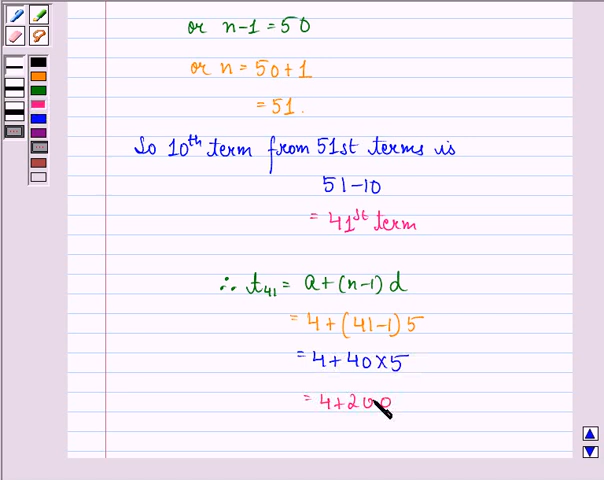 or n-1 = 50
or n = 50+1
= 51.
So 10th term from 51st terms is
51-10
= 41st term
∴ t41 = a+(n-1)d
= 4+(41-1)5
= 4+40×5
= 4+200